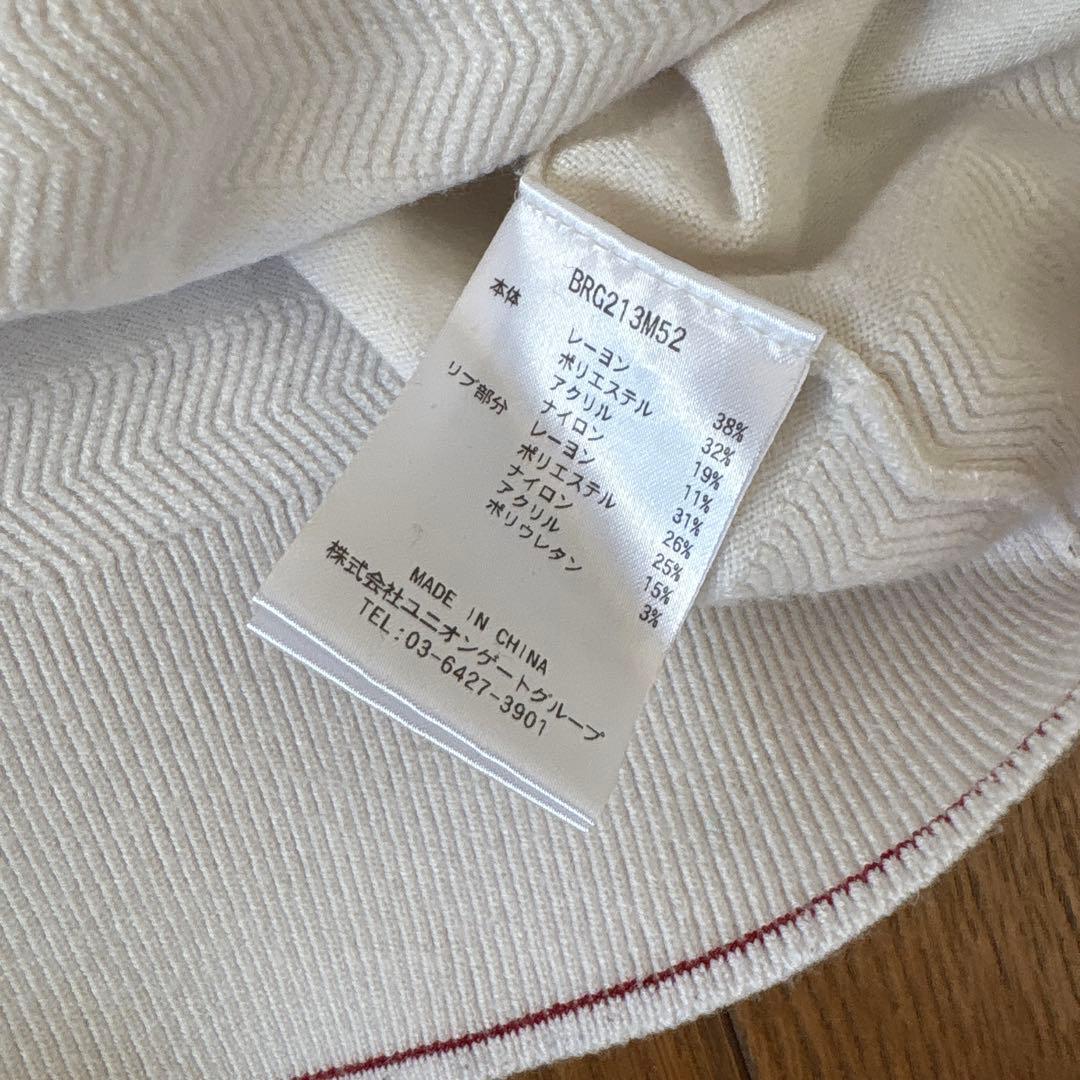 BRG213M52
本体 レーヨン 38%
ポリエステル 32%
アクリル 19%
ナイロン 11%
リブ部分 レーヨン 31%
ポリエステル 26%
ナイロン 25%
アクリル 15%
ポリウレタン 3%
MADE IN CHINA
株式会社ユニオンゲートグループ
TEL:03-6427-3901